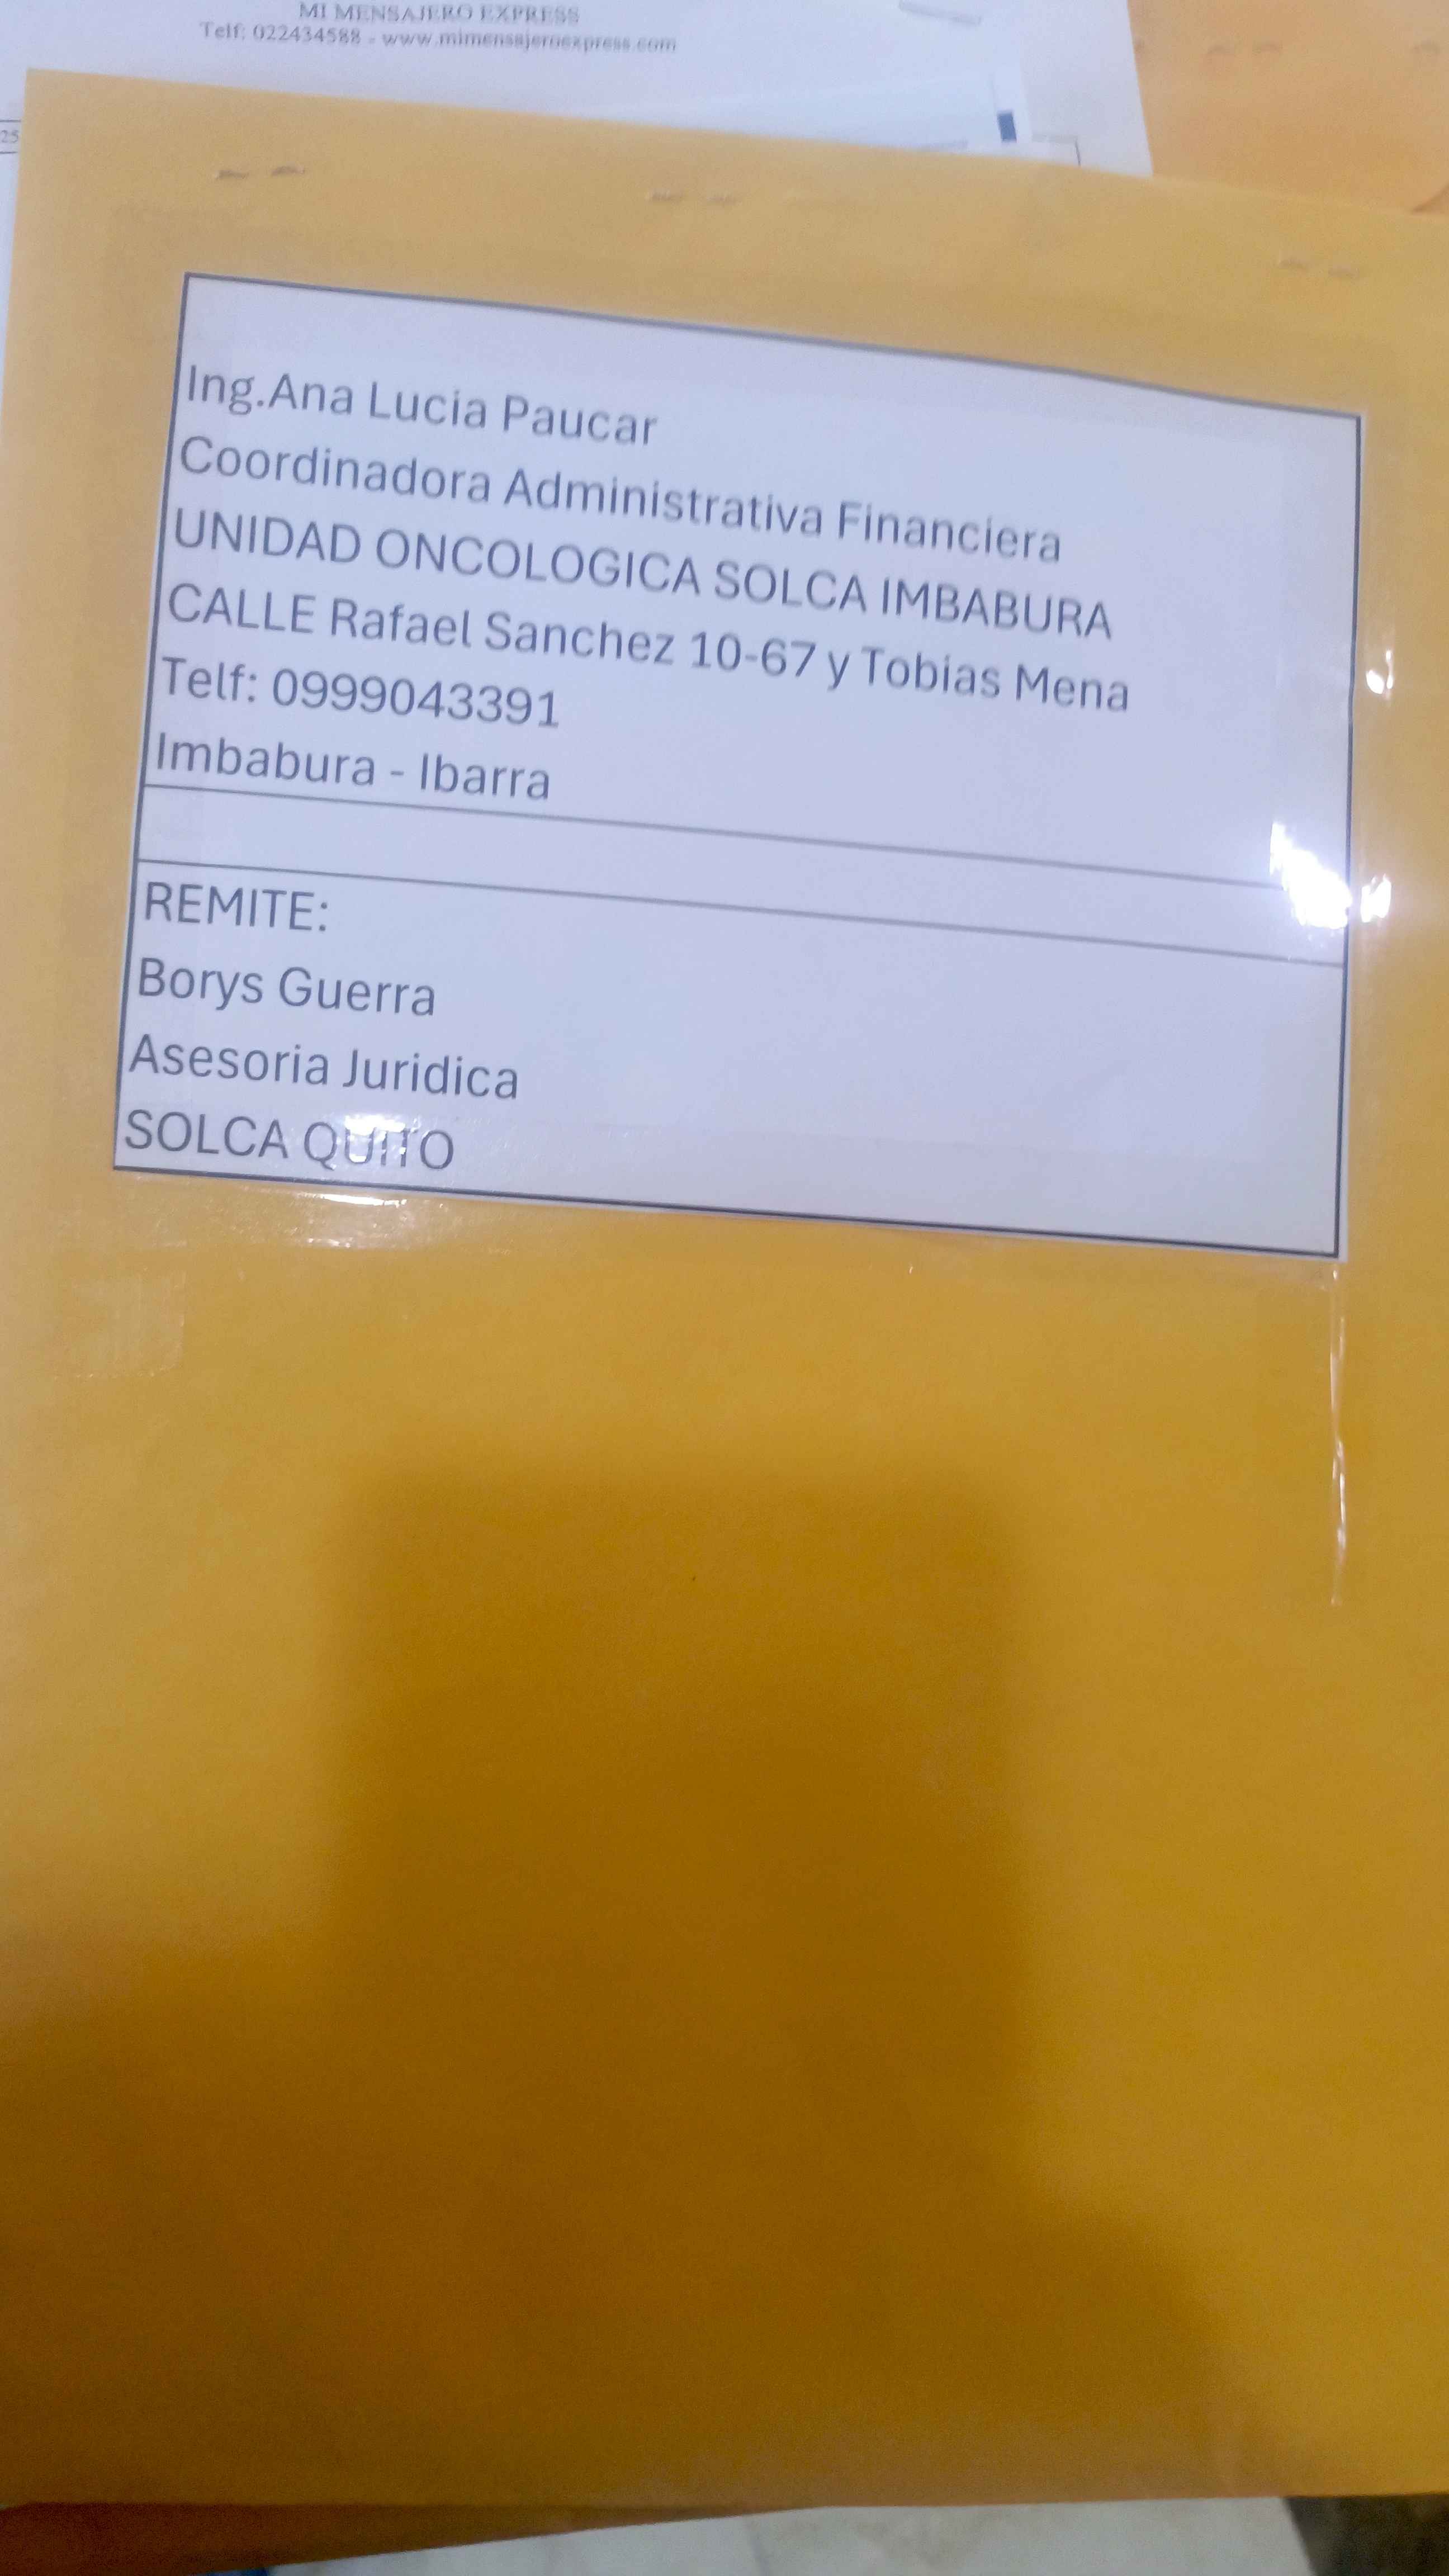 MI MENSAJERO EXPRESS
Telf: 022434588 - www.mimensajeroexpress.com
25
Ing.Ana Lucia Paucar
Coordinadora Administrativa Financiera
UNIDAD ONCOLOGICA SOLCA IMBABURA
CALLE Rafael Sanchez 10-67 y Tobias Mena
Telf: 0999043391
Imbabura - Ibarra
REMITE:
Borys Guerra
Asesoria Juridica
SOLCA QUITO